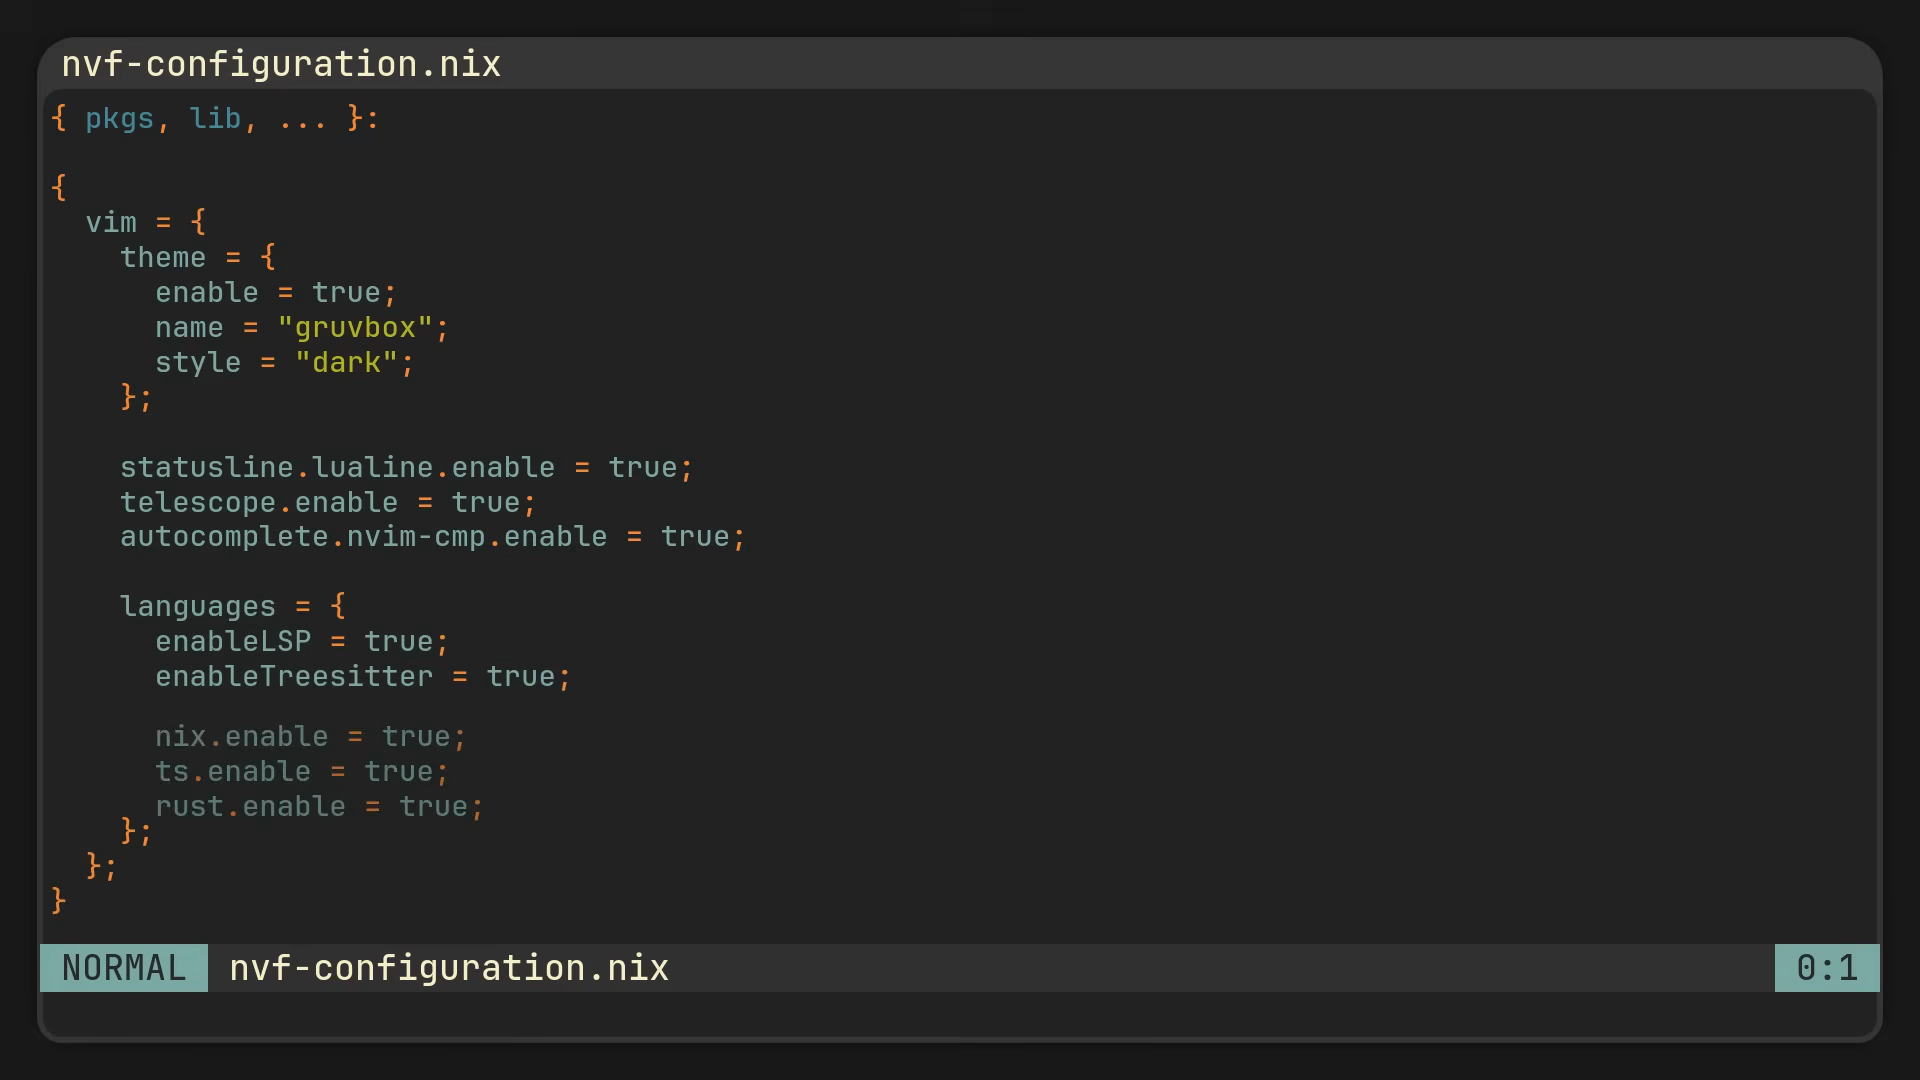 nvf-configuration.nix
{ pkgs, lib, ... }:
{
  vim = {
    theme = {
      enable = true;
      name = "gruvbox";
      style = "dark";
    };
    statusline.lualine.enable = true;
    telescope.enable = true;
    autocomplete.nvim-cmp.enable = true;
    languages = {
      enableLSP = true;
      enableTreesitter = true;
      nix.enable = true;
      ts.enable = true;
      rust.enable = true;
    };
  };
}
NORMAL nvf-configuration.nix 0:1